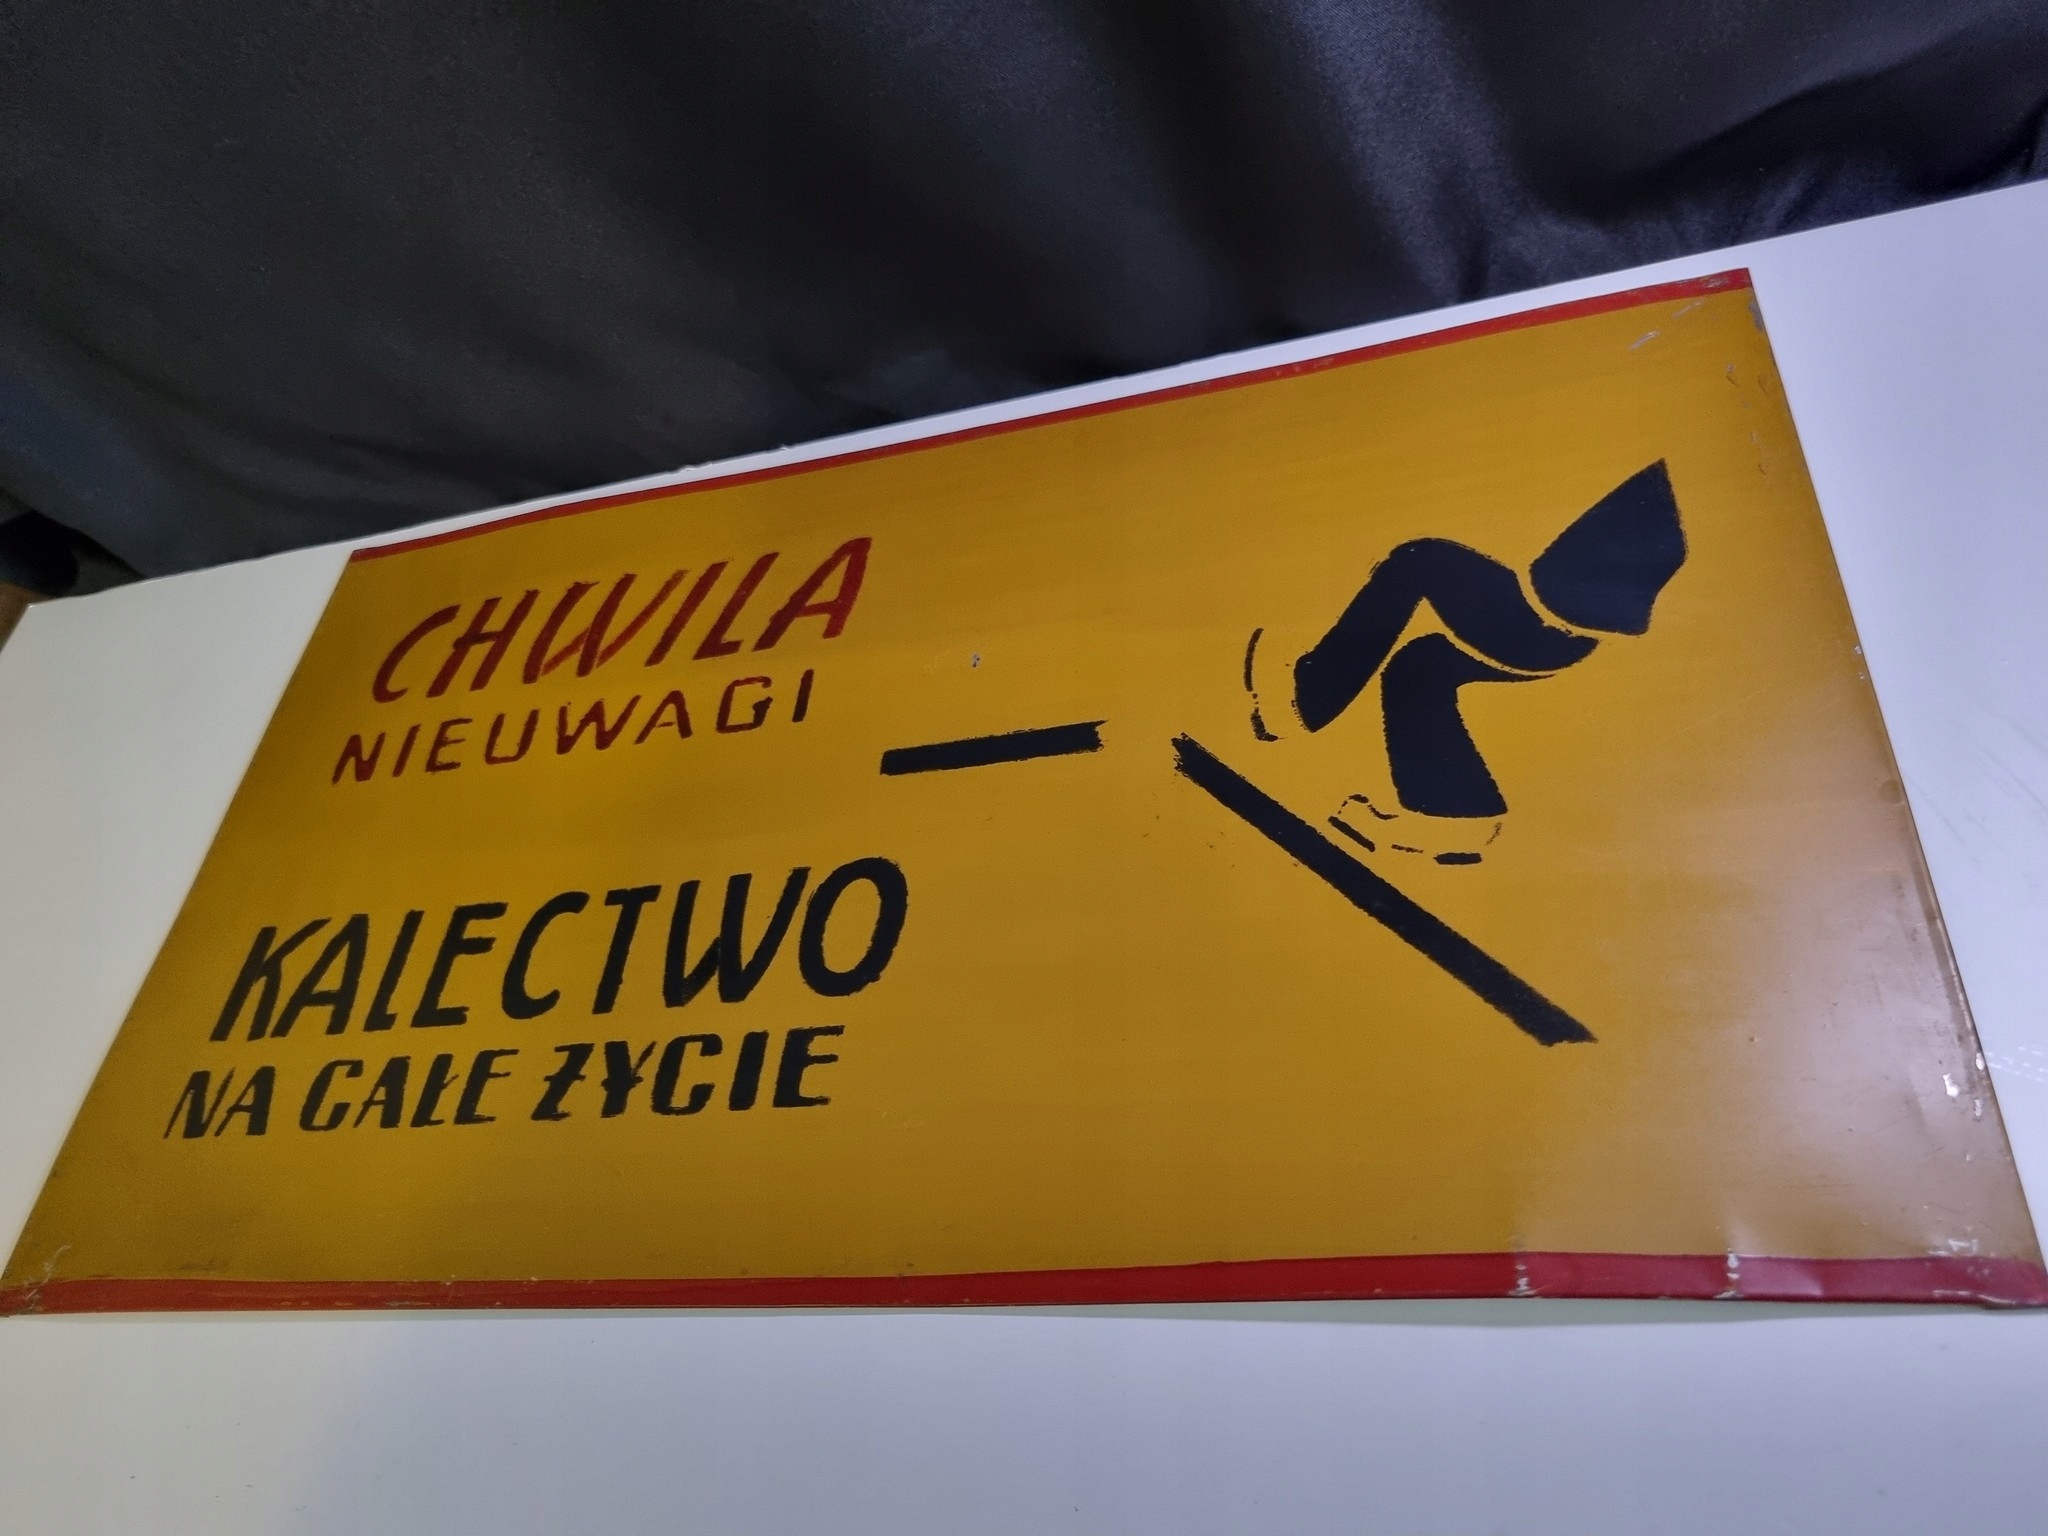 CHWILA
NIEUWAGI
KALECTWO
NA CAŁE ŻYCIE